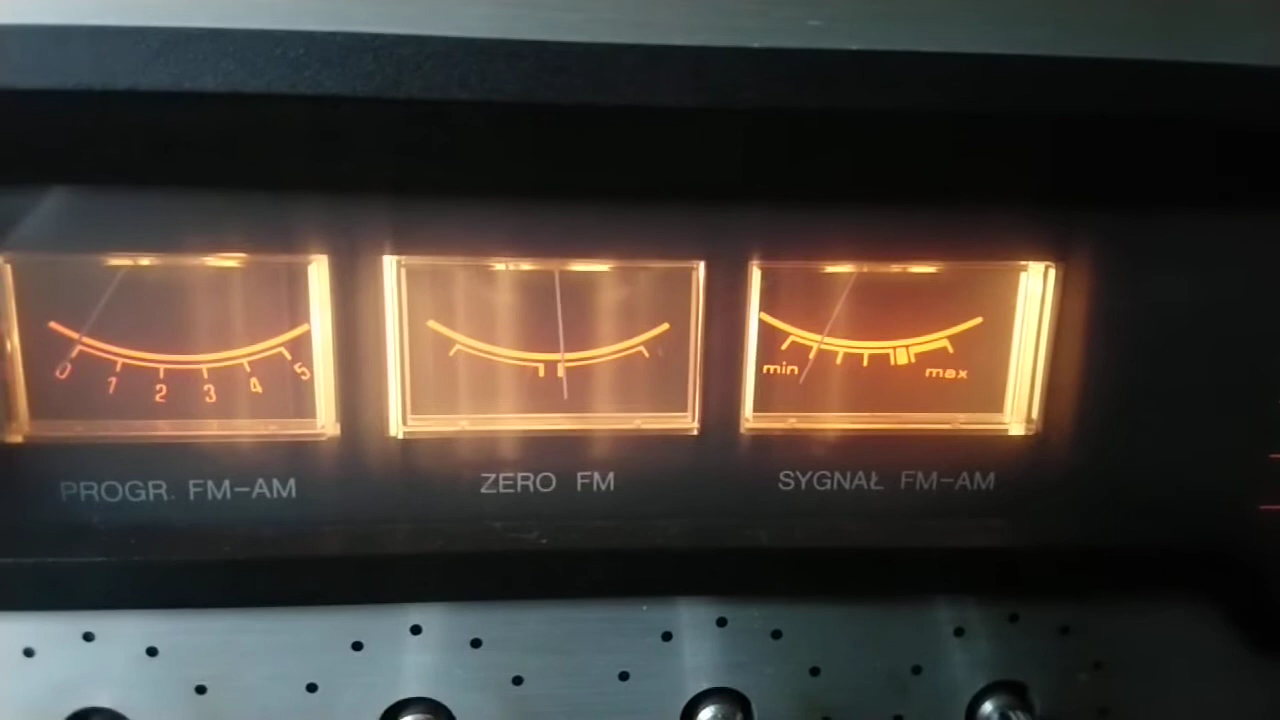 0 1 2 3 4 5
min max
PROGR. FM-AM
ZERO FM
SYGNAŁ FM-AM